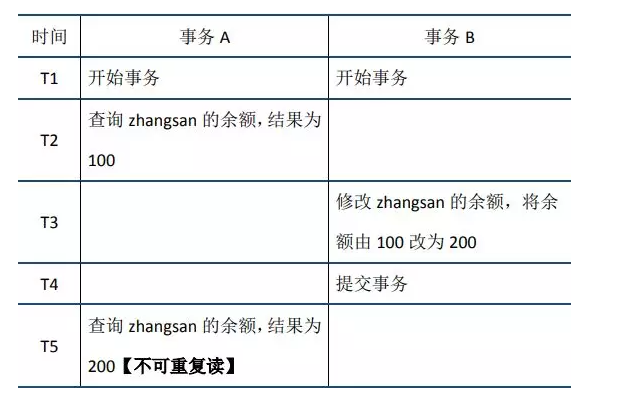 时间 事务 A 事务 B
T1 开始事务 开始事务
T2 查询 zhangsan 的余额，结果为
100
T3 修改 zhangsan 的余额，将余
额由 100 改为 200
T4 提交事务
T5 查询 zhangsan 的余额，结果为
200【不可重复读】